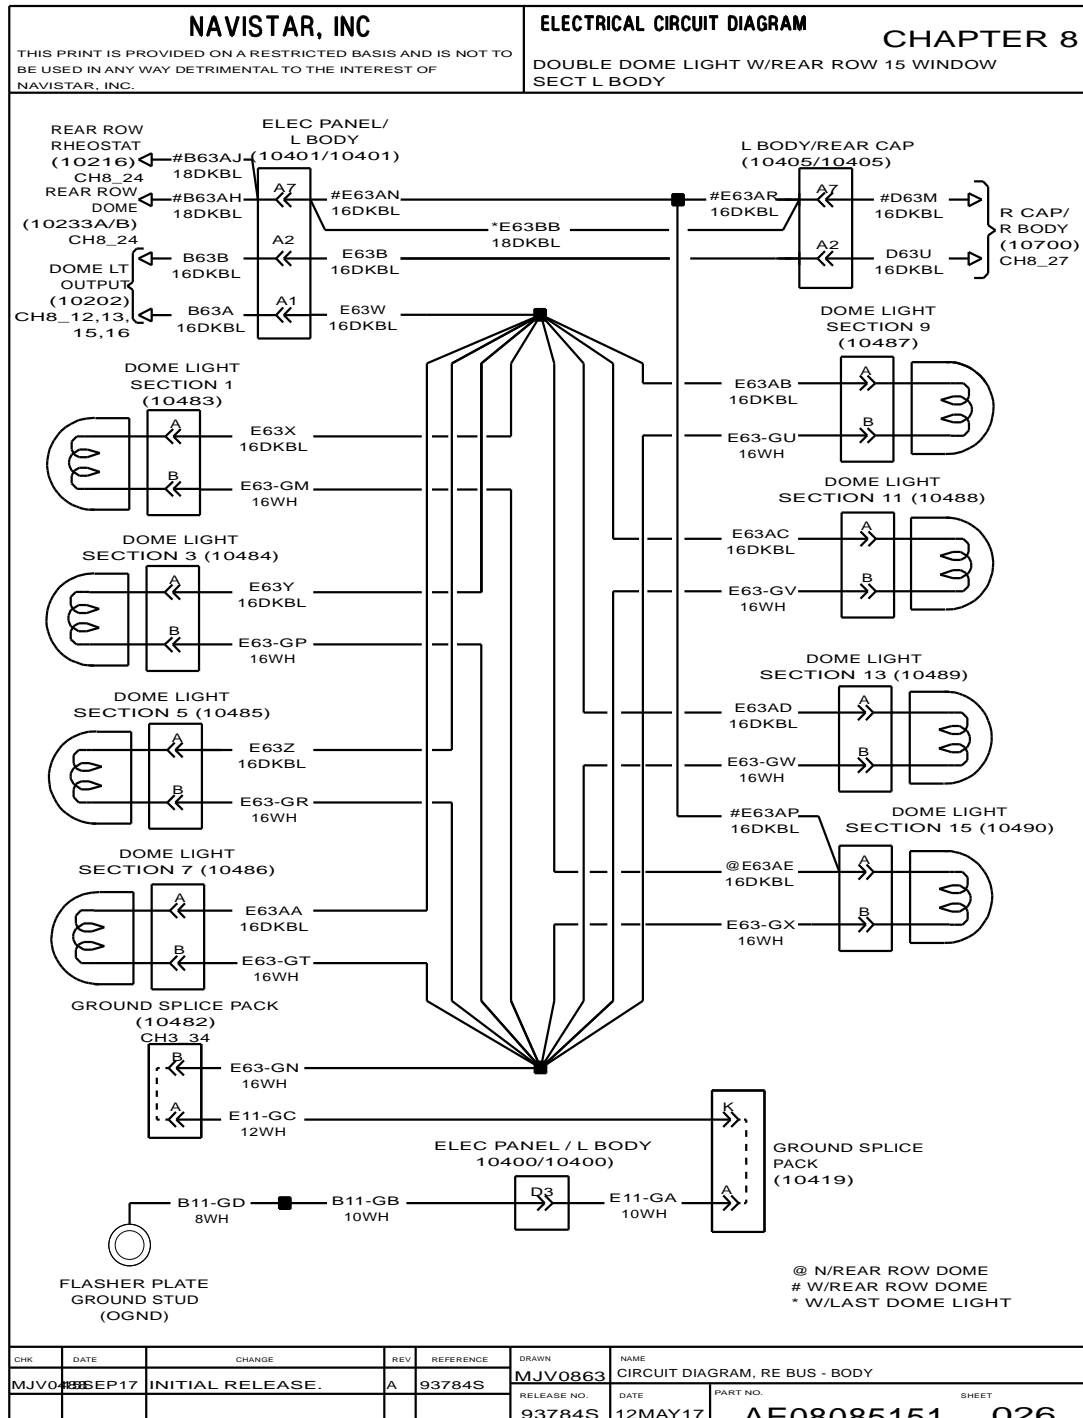 NAVISTAR, INC
THIS PRINT IS PROVIDED ON A RESTRICTED BASIS AND IS NOT TO
BE USED IN ANY WAY DETRIMENTAL TO THE INTEREST OF
NAVISTAR, INC.
ELECTRICAL CIRCUIT DIAGRAM
CHAPTER 8
DOUBLE DOME LIGHT W/REAR ROW 15 WINDOW
SECT L BODY
REAR ROW
RHEOSTAT
(10216)
CH8_24
#B63AJ
18DKBL
REAR ROW
DOME
(10233A/B)
CH8_24
#B63AH
18DKBL
DOME LT
OUTPUT
(10202)
CH8_12,13,
15,16
B63B
16DKBL
B63A
16DKBL
ELEC PANEL/
L BODY
(10401/10401)
A7
A2
A1
#E63AN
16DKBL
*E63BB
18DKBL
E63B
16DKBL
E63W
16DKBL
L BODY/REAR CAP
(10405/10405)
#E63AR
16DKBL
A7
A2
#D63M
16DKBL
D63U
16DKBL
R CAP/
R BODY
(10700)
CH8_27
DOME LIGHT
SECTION 1
(10483)
A
B
E63X
16DKBL
E63-GM
16WH
DOME LIGHT
SECTION 3 (10484)
A
B
E63Y
16DKBL
E63-GP
16WH
DOME LIGHT
SECTION 5 (10485)
A
B
E63Z
16DKBL
E63-GR
16WH
DOME LIGHT
SECTION 7 (10486)
A
B
E63AA
16DKBL
E63-GT
16WH
DOME LIGHT
SECTION 9
(10487)
E63AB
16DKBL
E63-GU
16WH
A
B
DOME LIGHT
SECTION 11 (10488)
E63AC
16DKBL
E63-GV
16WH
A
B
DOME LIGHT
SECTION 13 (10489)
E63AD
16DKBL
E63-GW
16WH
A
B
DOME LIGHT
SECTION 15 (10490)
#E63AP
16DKBL
@E63AE
16DKBL
E63-GX
16WH
A
B
GROUND SPLICE PACK
(10482)
CH3_34
B
A
E63-GN
16WH
E11-GC
12WH
K
A
GROUND SPLICE
PACK
(10419)
ELEC PANEL / L BODY
10400/10400)
D3
B11-GD
8WH
B11-GB
10WH
E11-GA
10WH
FLASHER PLATE
GROUND STUD
(OGND)
@ N/REAR ROW DOME
# W/REAR ROW DOME
* W/LAST DOME LIGHT
CHK DATE CHANGE REV REFERENCE
INITIAL RELEASE. A 93784S
DRAWN
MJV0863
NAME
CIRCUIT DIAGRAM, RE BUS - BODY
RELEASE NO.
93784S
DATE
12MAY17
PART NO.
AE08085151
SHEET
026